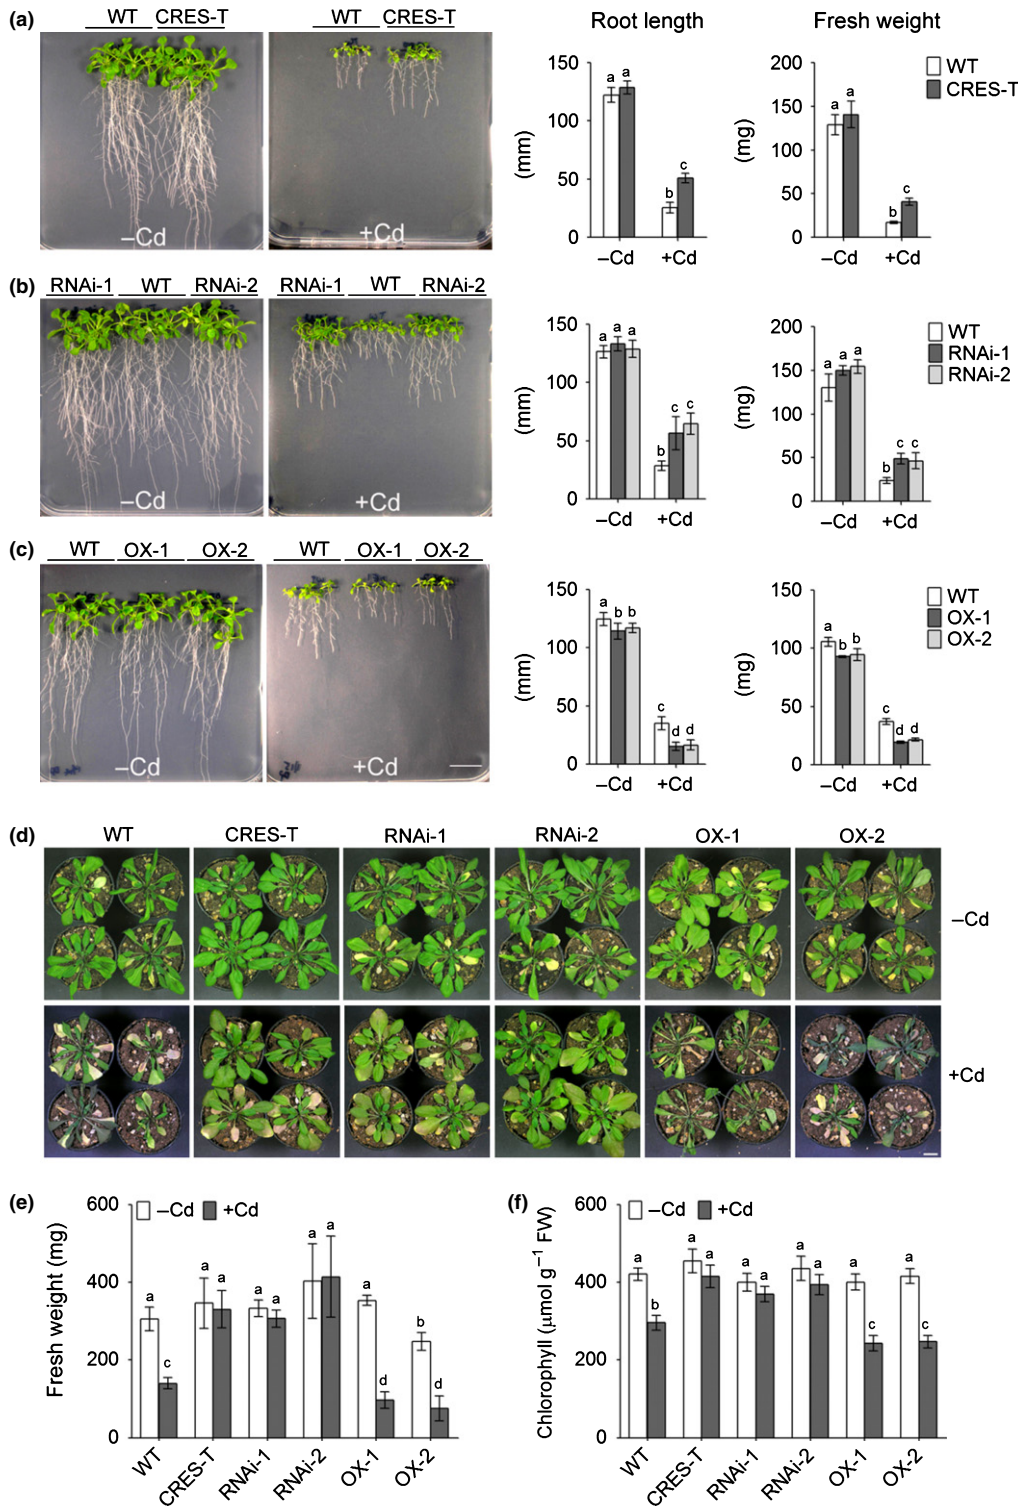 (a)
WT CRES-T
WT CRES-T
–Cd
+Cd
Root length
150
100
50
0
(mm)
a a
b c
–Cd +Cd
Fresh weight
200
150
100
50
0
(mg)
a a
b c
–Cd +Cd
WT
CRES-T
(b)
RNAi-1 WT RNAi-2
RNAi-1 WT RNAi-2
–Cd
+Cd
150
100
50
0
(mm)
a a a
b c c
–Cd +Cd
200
150
100
50
0
(mg)
a a a
b c c
–Cd +Cd
WT
RNAi-1
RNAi-2
(c)
WT OX-1 OX-2
WT OX-1 OX-2
–Cd
+Cd
150
100
50
0
(mm)
a b b
c d d
–Cd +Cd
150
100
50
0
(mg)
a b b
c d d
–Cd +Cd
WT
OX-1
OX-2
(d)
WT CRES-T RNAi-1 RNAi-2 OX-1 OX-2
–Cd
+Cd
(e)
Fresh weight (mg)
600
400
200
0
–Cd +Cd
a c a a a a a a a d b d
WT CRES-T RNAi-1 RNAi-2 OX-1 OX-2
(f)
Chlorophyll (μmol g⁻¹ FW)
600
400
200
0
–Cd +Cd
a b a a a a a a a c a c
WT CRES-T RNAi-1 RNAi-2 OX-1 OX-2